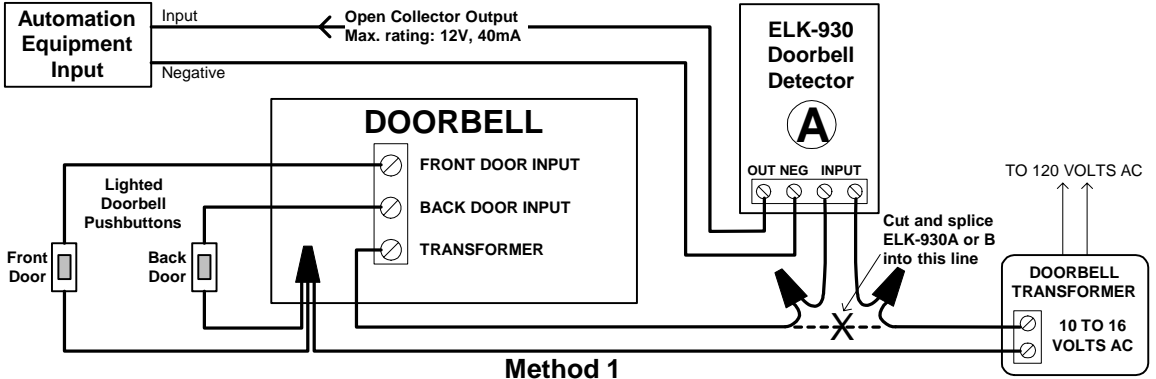 Automation
Equipment
Input
Input
Negative
Open Collector Output
Max. rating: 12V, 40mA
ELK-930
Doorbell
Detector
A
OUT NEG INPUT
DOORBELL
FRONT DOOR INPUT
BACK DOOR INPUT
TRANSFORMER
Lighted
Doorbell
Pushbuttons
Front
Door
Back
Door
Cut and splice
ELK-930A or B
into this line
X
TO 120 VOLTS AC
DOORBELL
TRANSFORMER
10 TO 16
VOLTS AC
Method 1